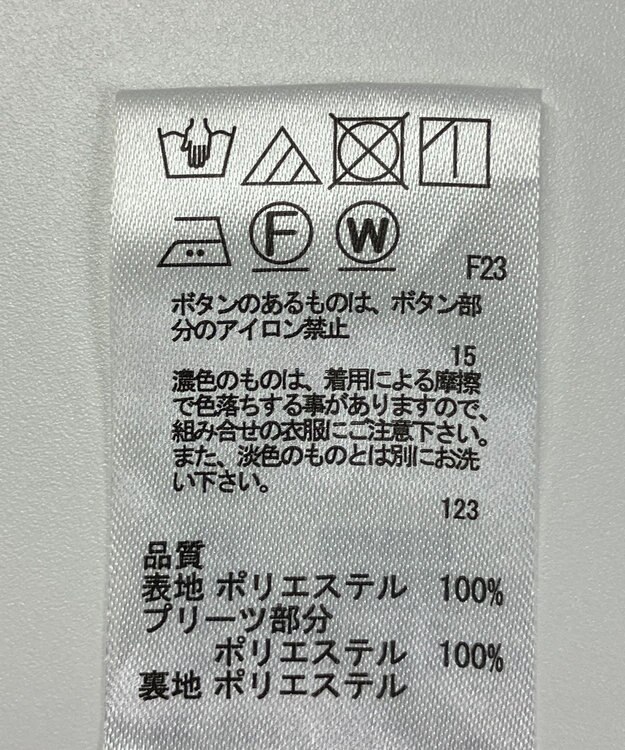 F W
F23
ボタンのあるものは、ボタン部
分のアイロン禁止
15
濃色のものは、着用による摩擦
で色落ちする事がありますので、
組み合せの衣服にご注意下さい。
また、淡色のものとは別にお洗
い下さい。
123
品質
表地 ポリエステル 100%
プリーツ部分
ポリエステル 100%
裏地 ポリエステル